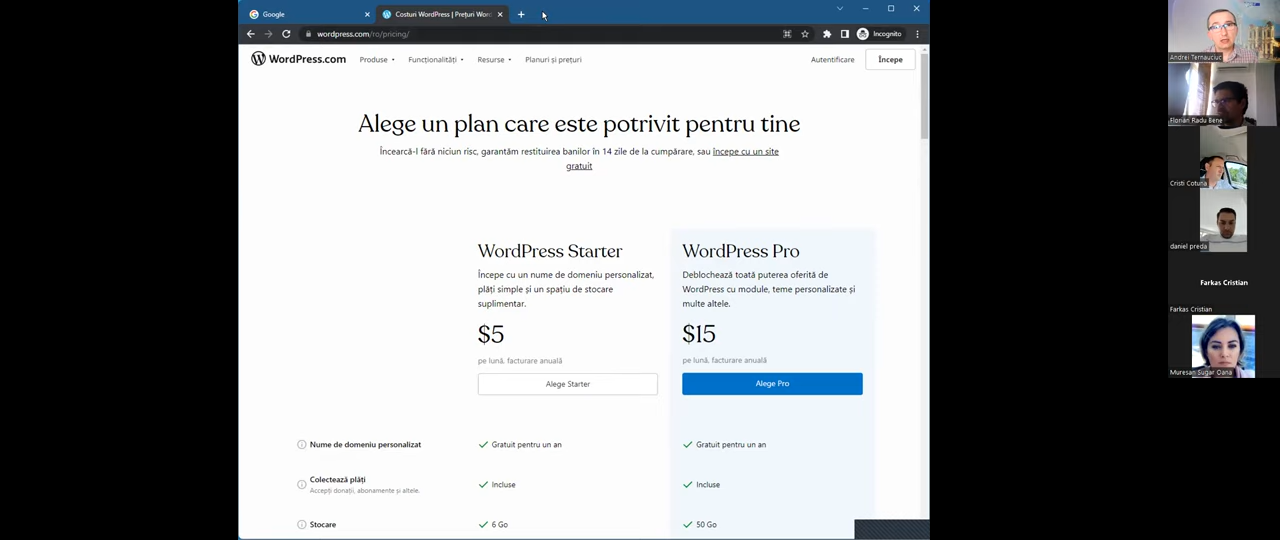 Google
Costuri WordPress | Prețuri Wor
wordpress.com/ro/pricing/
Incognito
WordPress.com
Produse
Funcționalități
Resurse
Planuri și prețuri
Autentificare
Începe
Alege un plan care este potrivit pentru tine
Încearcă-l fără niciun risc, garantăm restituirea banilor în 14 zile de la cumpărare, sau începe cu un site
gratuit
WordPress Starter
Începe cu un nume de domeniu personalizat,
plăți simple și un spațiu de stocare
suplimentar.
$5
pe lună, facturare anuală
Alege Starter
WordPress Pro
Deblochează toată puterea oferită de
WordPress cu module, teme personalizate și
multe altele.
$15
pe lună, facturare anuală
Alege Pro
Nume de domeniu personalizat
Gratuit pentru un an
Gratuit pentru un an
Colectează plăți
Accepți donații, abonamente și altele.
Incluse
Incluse
Stocare
6 Go
50 Go
Andrei Ternauciuc
Florian Radu Bene
Cristi Cotuna
daniel preda
Farkas Cristian
Farkas Cristian
Muresan Sugar Oana